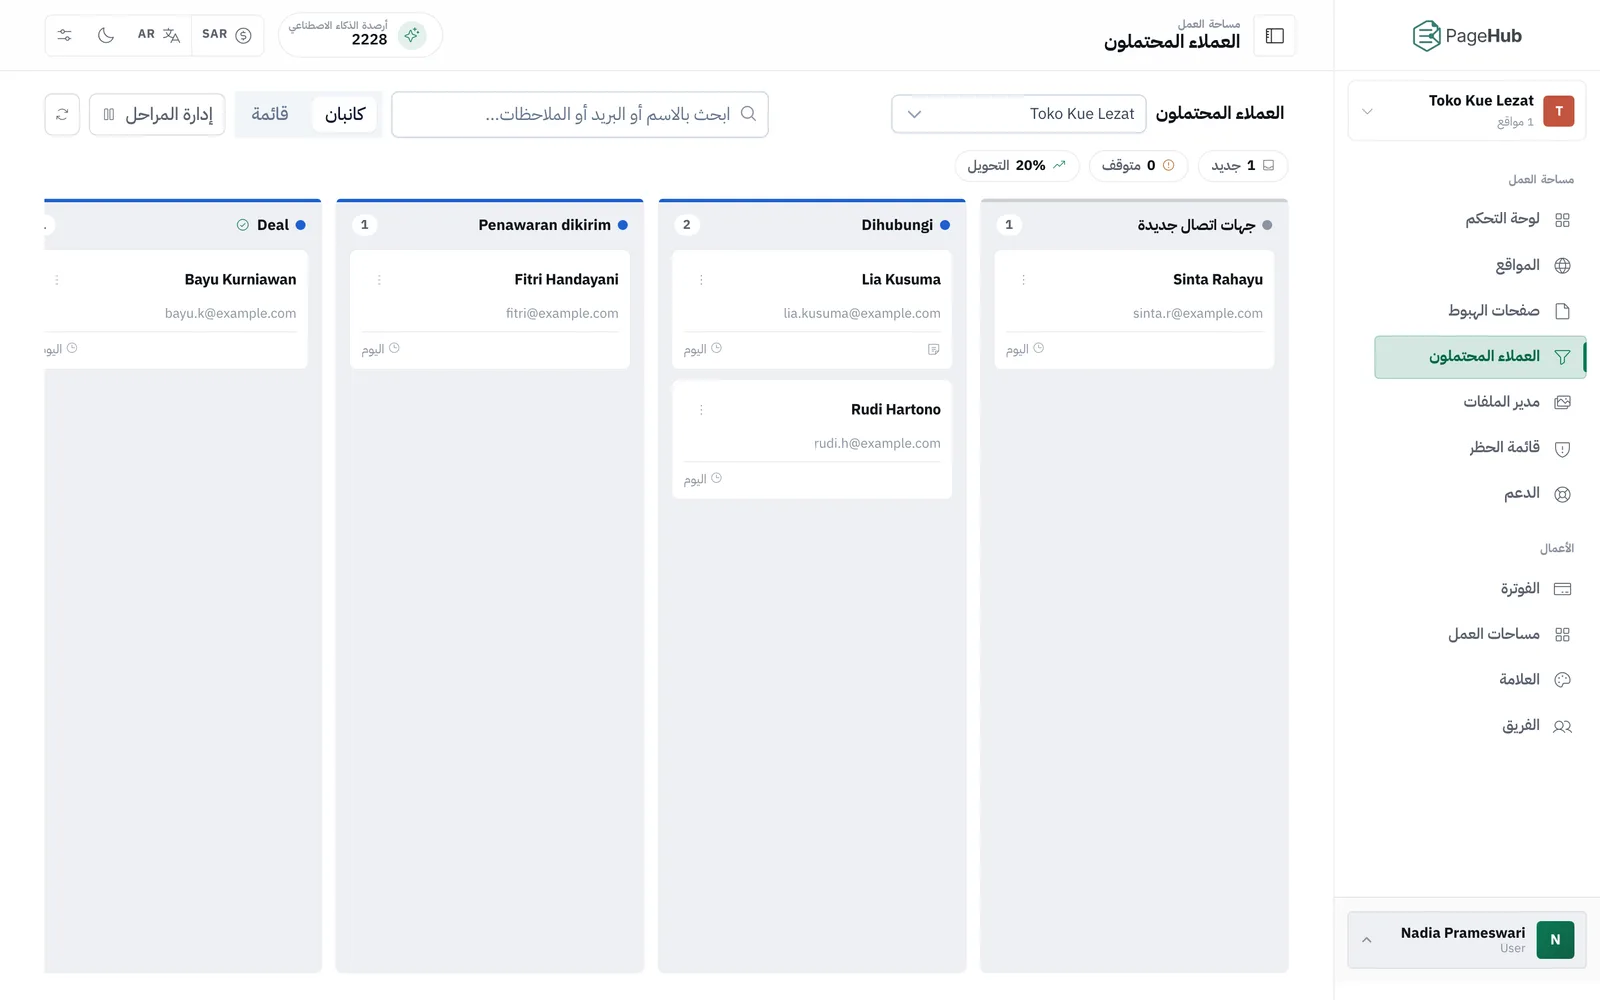 PageHub
مساحة العمل
العملاء المحتملون
أرصدة الذكاء الاصطناعي
2228
SAR
AR
Toko Kue Lezat
1 مواقع
T
مساحة العمل
لوحة التحكم
المواقع
صفحات الهبوط
العملاء المحتملون
مدير الملفات
قائمة الحظر
الدعم
الأعمال
الفوترة
مساحات العمل
العلامة
الفريق
Nadia Prameswari
User
N
العملاء المحتملون
Toko Kue Lezat
ابحث بالاسم أو البريد أو الملاحظات...
كانبان
قائمة
إدارة المراحل
1 جديد
0 متوقف
20% التحويل
جهات اتصال جديدة
1
Sinta Rahayu
sinta.r@example.com
اليوم
Dihubungi
2
Lia Kusuma
lia.kusuma@example.com
اليوم
Rudi Hartono
rudi.h@example.com
اليوم
Penawaran dikirim
1
Fitri Handayani
fitri@example.com
اليوم
Deal
Bayu Kurniawan
bayu.k@example.com